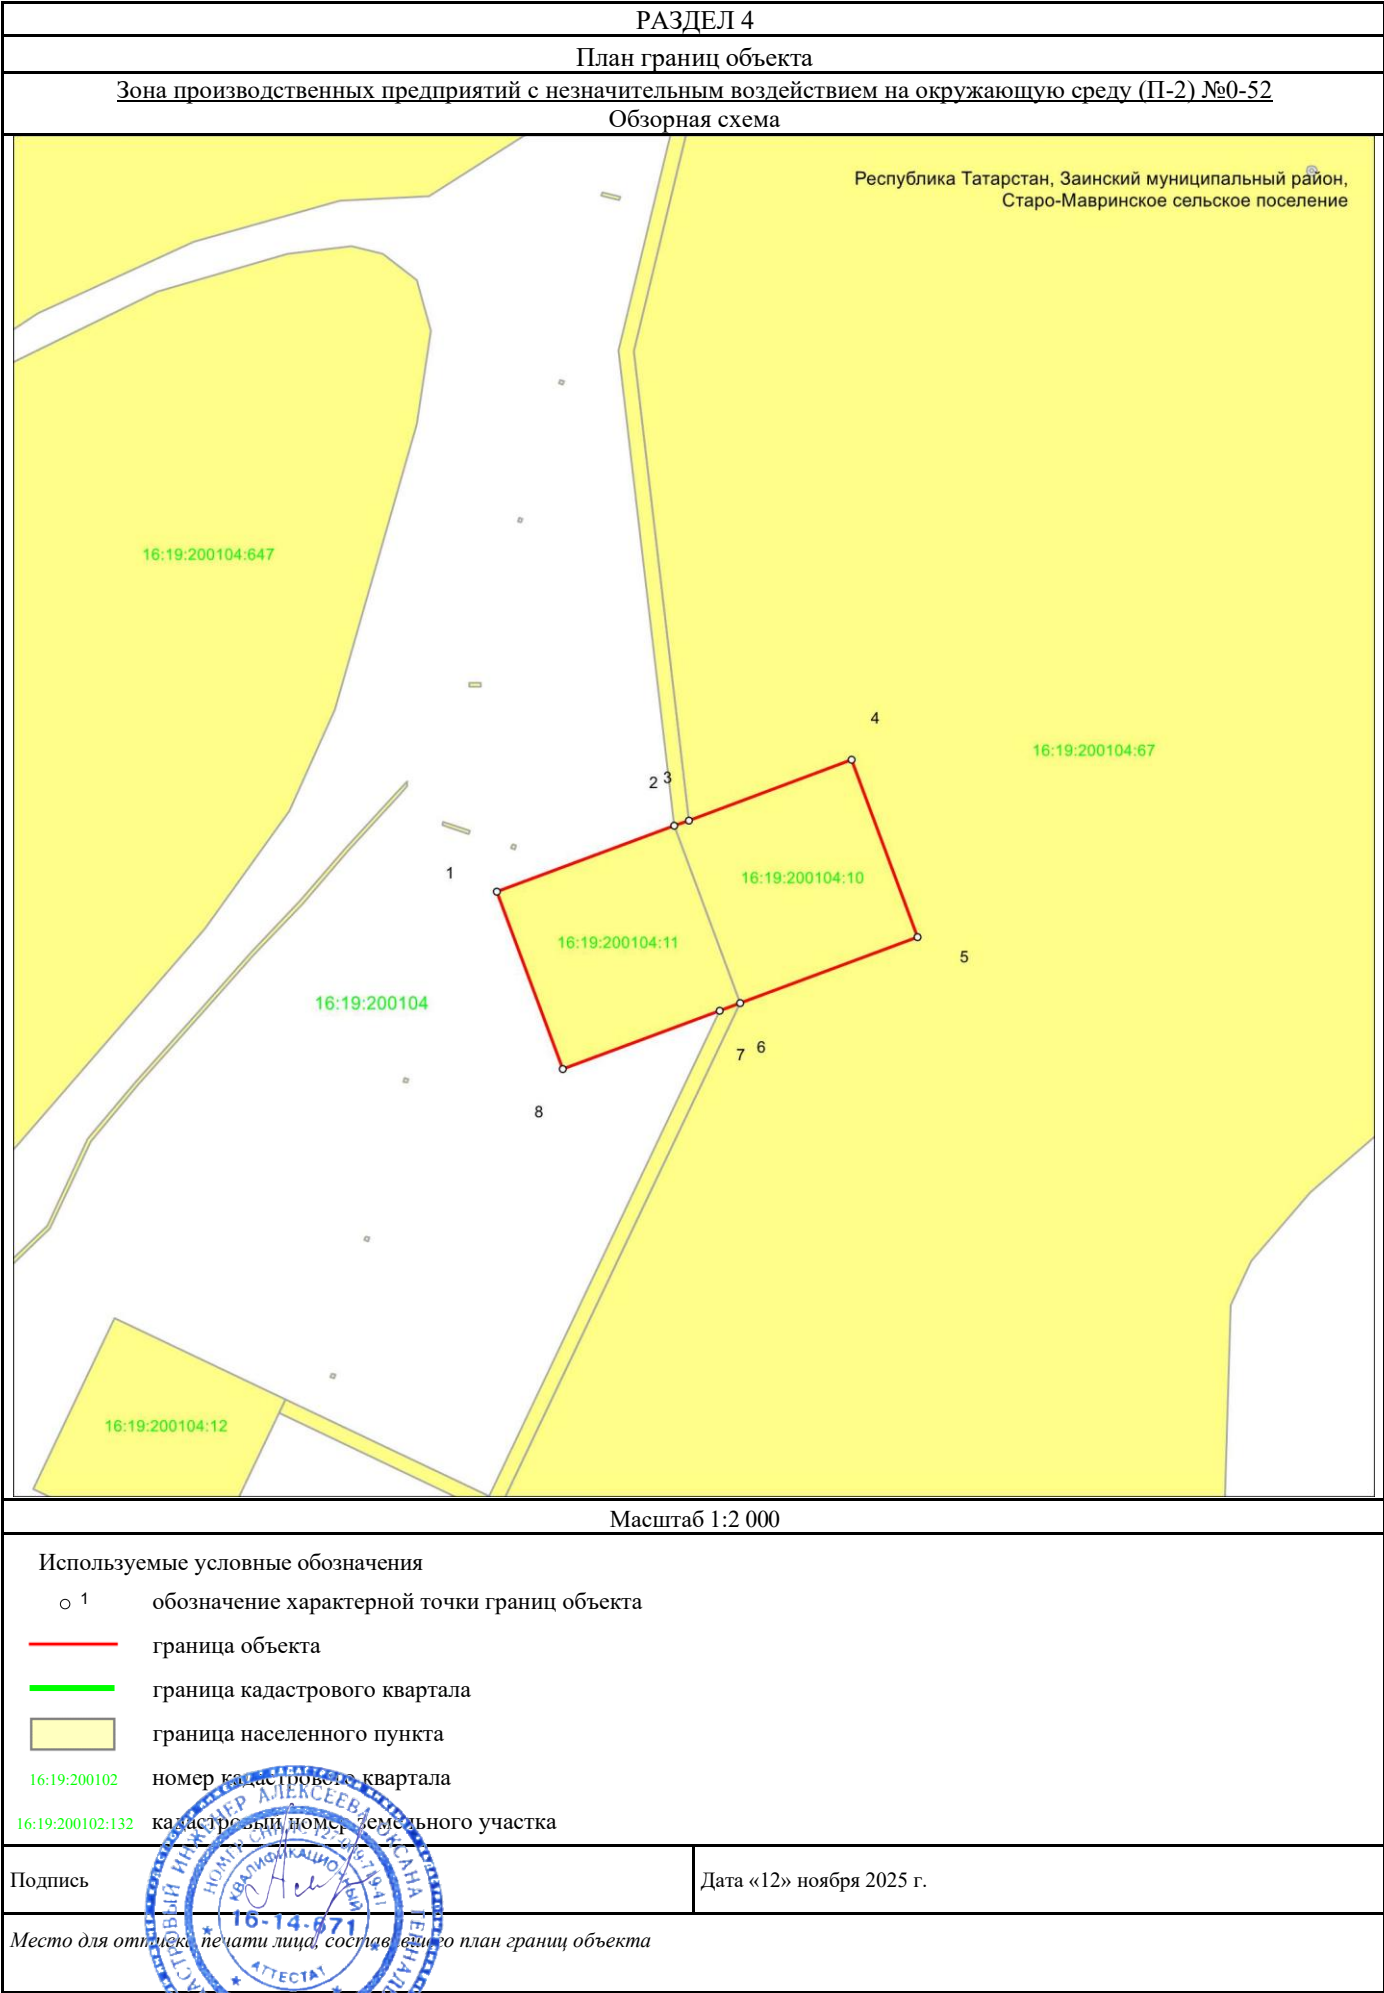 РАЗДЕЛ 4
План границ объекта
Зона производственных предприятий с незначительным воздействием на окружающую среду (П-2) №0-52
Обзорная схема
Республика Татарстан, Заинский муниципальный район,
Старо-Мавринское сельское поселение
16:19:200104:647
4
16:19:200104:67
2 3
1
16:19:200104:10
16:19:200104:11
5
16:19:200104
7 6
8
16:19:200104:12
Масштаб 1:2 000
Используемые условные обозначения
1 обозначение характерной точки границ объекта
граница объекта
граница кадастрового квартала
граница населенного пункта
16:19:200102 номер кадастрового квартала
16:19:200102:132 кадастровый номер земельного участка
Подпись
Дата «12» ноября 2025 г.
Место для оттиска печати лица, составившего план границ объекта
ИНЖЕНЕР АЛЕКСЕЕВА ОКСАНА
КВАЛИФИКАЦИОННЫЙ
16-14-671
АТТЕСТАТ